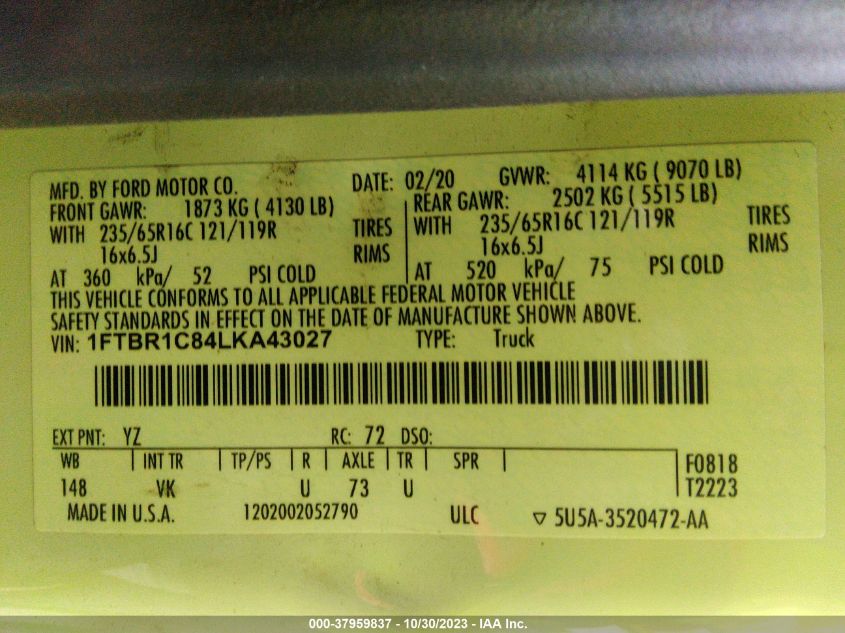 MFD. BY FORD MOTOR CO. DATE: 02/20 GVWR: 4114 KG ( 9070 LB)
FRONT GAWR: 1873 KG ( 4130 LB) REAR GAWR: 2502 KG ( 5515 LB)
WITH 235/65R16C 121/119R TIRES WITH 235/65R16C 121/119R TIRES
16x6.5J RIMS 16x6.5J RIMS
AT 360 kPa/ 52 PSI COLD AT 520 kPa/ 75 PSI COLD
THIS VEHICLE CONFORMS TO ALL APPLICABLE FEDERAL MOTOR VEHICLE
SAFETY STANDARDS IN EFFECT ON THE DATE OF MANUFACTURE SHOWN ABOVE.
VIN: 1FTBR1C84LKA43027 TYPE: Truck
EXT PNT: YZ RC: 72 DSO:
WB INT TR TP/PS R AXLE TR SPR F0818
148 VK U 73 U T2223
MADE IN U.S.A. 1202002052790 ULC ▽ 5U5A-3520472-AA
000-37959837 - 10/30/2023 - IAA Inc.